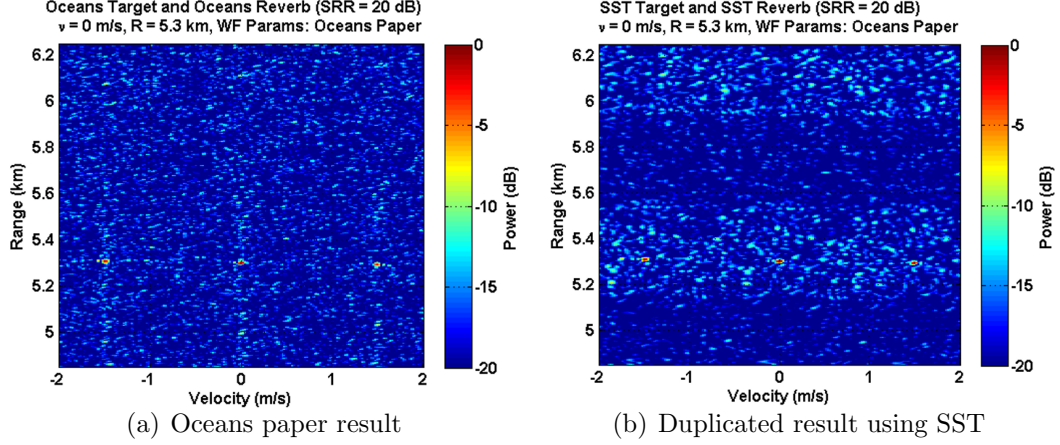 Oceans Target and Oceans Reverb (SRR = 20 dB)
ν = 0 m/s, R = 5.3 km, WF Params: Oceans Paper
6.2
6
5.8
5.6
5.4
5.2
5
Range (km)
-2
-1
0
1
2
Velocity (m/s)
0
-5
-10
-15
-20
Power (dB)
(a) Oceans paper result
SST Target and SST Reverb (SRR = 20 dB)
ν = 0 m/s, R = 5.3 km, WF Params: Oceans Paper
6.2
6
5.8
5.6
5.4
5.2
5
Range (km)
-2
-1
0
1
2
Velocity (m/s)
0
-5
-10
-15
-20
Power (dB)
(b) Duplicated result using SST